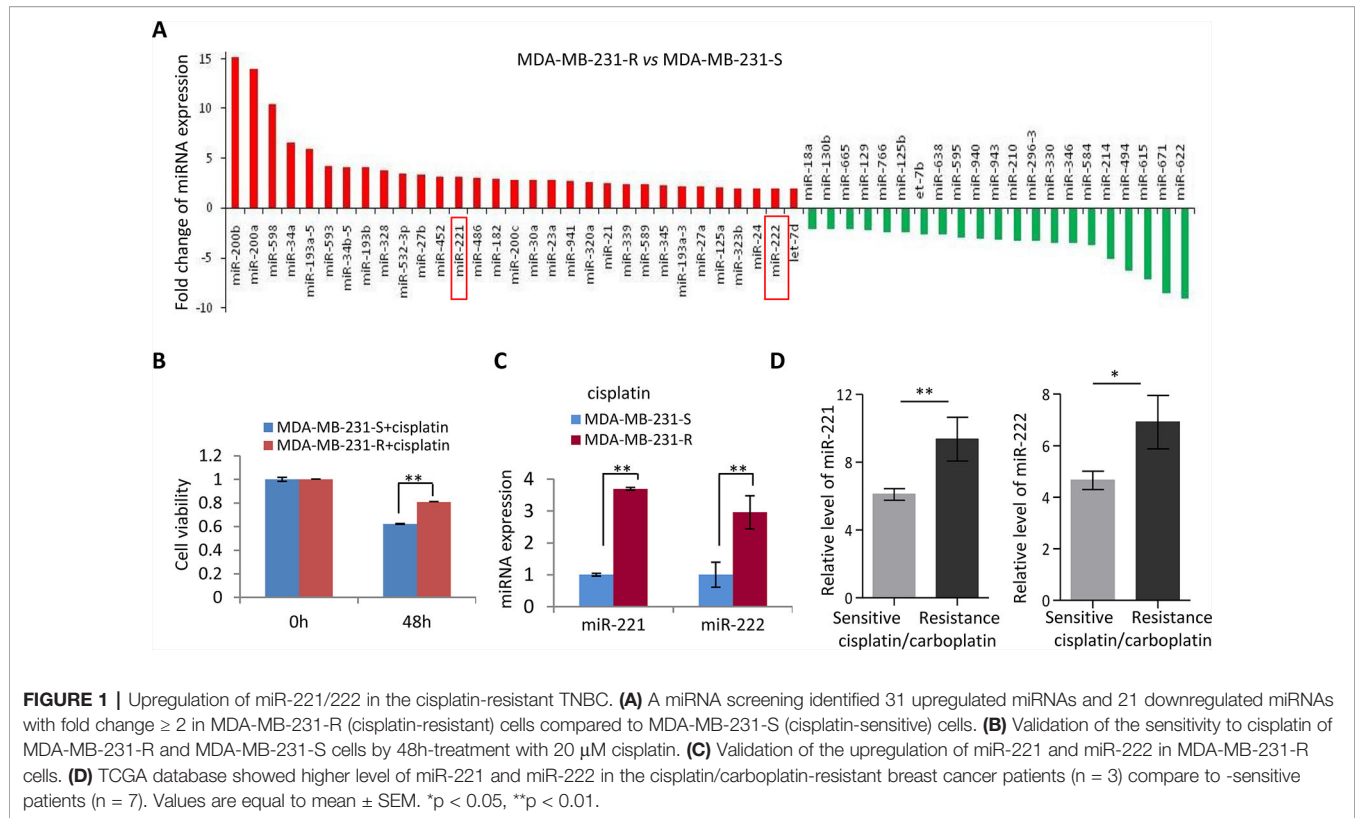 A
MDA-MB-231-R vs MDA-MB-231-S
Fold change of miRNA expression
15
10
5
0
-5
-10
miR-200b
miR-200a
miR-598
miR-34a
miR-193a-5
miR-593
miR-34b-5
miR-193b
miR-328
miR-532-3p
miR-27b
miR-452
miR-221
miR-486
miR-182
miR-200c
miR-30a
miR-23a
miR-941
miR-320a
miR-21
miR-339
miR-589
miR-345
miR-193a-3
miR-27a
miR-125a
miR-323b
miR-24
miR-222
let-7d
miR-18a
miR-130b
miR-665
miR-129
miR-766
miR-125b
et-7b
miR-638
miR-595
miR-940
miR-943
miR-210
miR-296-3
miR-330
miR-346
miR-584
miR-214
miR-494
miR-615
miR-671
miR-622
B
MDA-MB-231-S+cisplatin
MDA-MB-231-R+cisplatin
Cell viability
1.2
1
0.8
0.6
0.4
0.2
0
**
0h 48h
C
cisplatin
MDA-MB-231-S
MDA-MB-231-R
miRNA expression
4
3
2
1
0
** **
miR-221 miR-222
D
Relative level of miR-221
12
9
6
3
0
**
Sensitive Resistance
cisplatin/carboplatin
Relative level of miR-222
8
6
4
2
0
*
Sensitive Resistance
cisplatin/carboplatin
FIGURE 1 | Upregulation of miR-221/222 in the cisplatin-resistant TNBC. (A) A miRNA screening identified 31 upregulated miRNAs and 21 downregulated miRNAs
with fold change ≥ 2 in MDA-MB-231-R (cisplatin-resistant) cells compared to MDA-MB-231-S (cisplatin-sensitive) cells. (B) Validation of the sensitivity to cisplatin of
MDA-MB-231-R and MDA-MB-231-S cells by 48h-treatment with 20 μM cisplatin. (C) Validation of the upregulation of miR-221 and miR-222 in MDA-MB-231-R
cells. (D) TCGA database showed higher level of miR-221 and miR-222 in the cisplatin/carboplatin-resistant breast cancer patients (n = 3) compare to -sensitive
patients (n = 7). Values are equal to mean ± SEM. *p < 0.05, **p < 0.01.